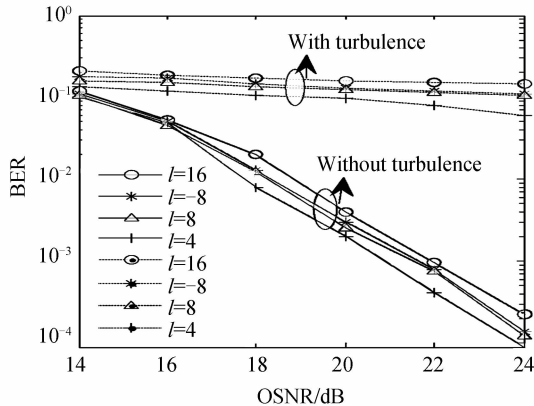 10⁰
With turbulence
10⁻¹
Without turbulence
10⁻²
BER
l=16
l=−8
l=8
10⁻³
l=4
l=16
l=−8
l=8
10⁻⁴
l=4
14 16 18 20 22 24
OSNR/dB